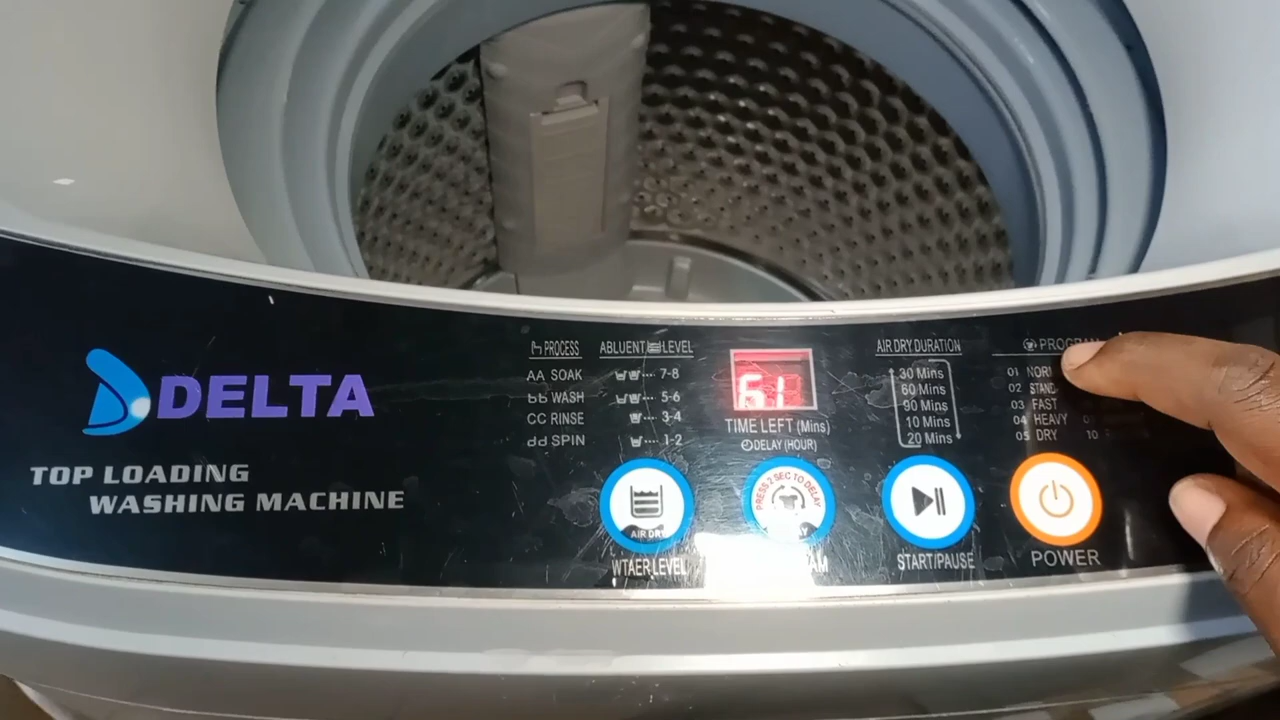 DELTA
TOP LOADING
WASHING MACHINE
PROCESS
AA SOAK
bb WASH
CC RINSE
dd SPIN
ABLUENT LEVEL
7-8
5-6
3-4
1-2
61
TIME LEFT (Mins)
DELAY (HOUR)
AIR DRY DURATION
30 Mins
60 Mins
90 Mins
10 Mins
20 Mins
01
02
03 FAST
04 HEAVY
05 DRY 10
AIR DRY
WTAER LEVEL
PRESS 2 SEC TO DELAY
START/PAUSE
POWER